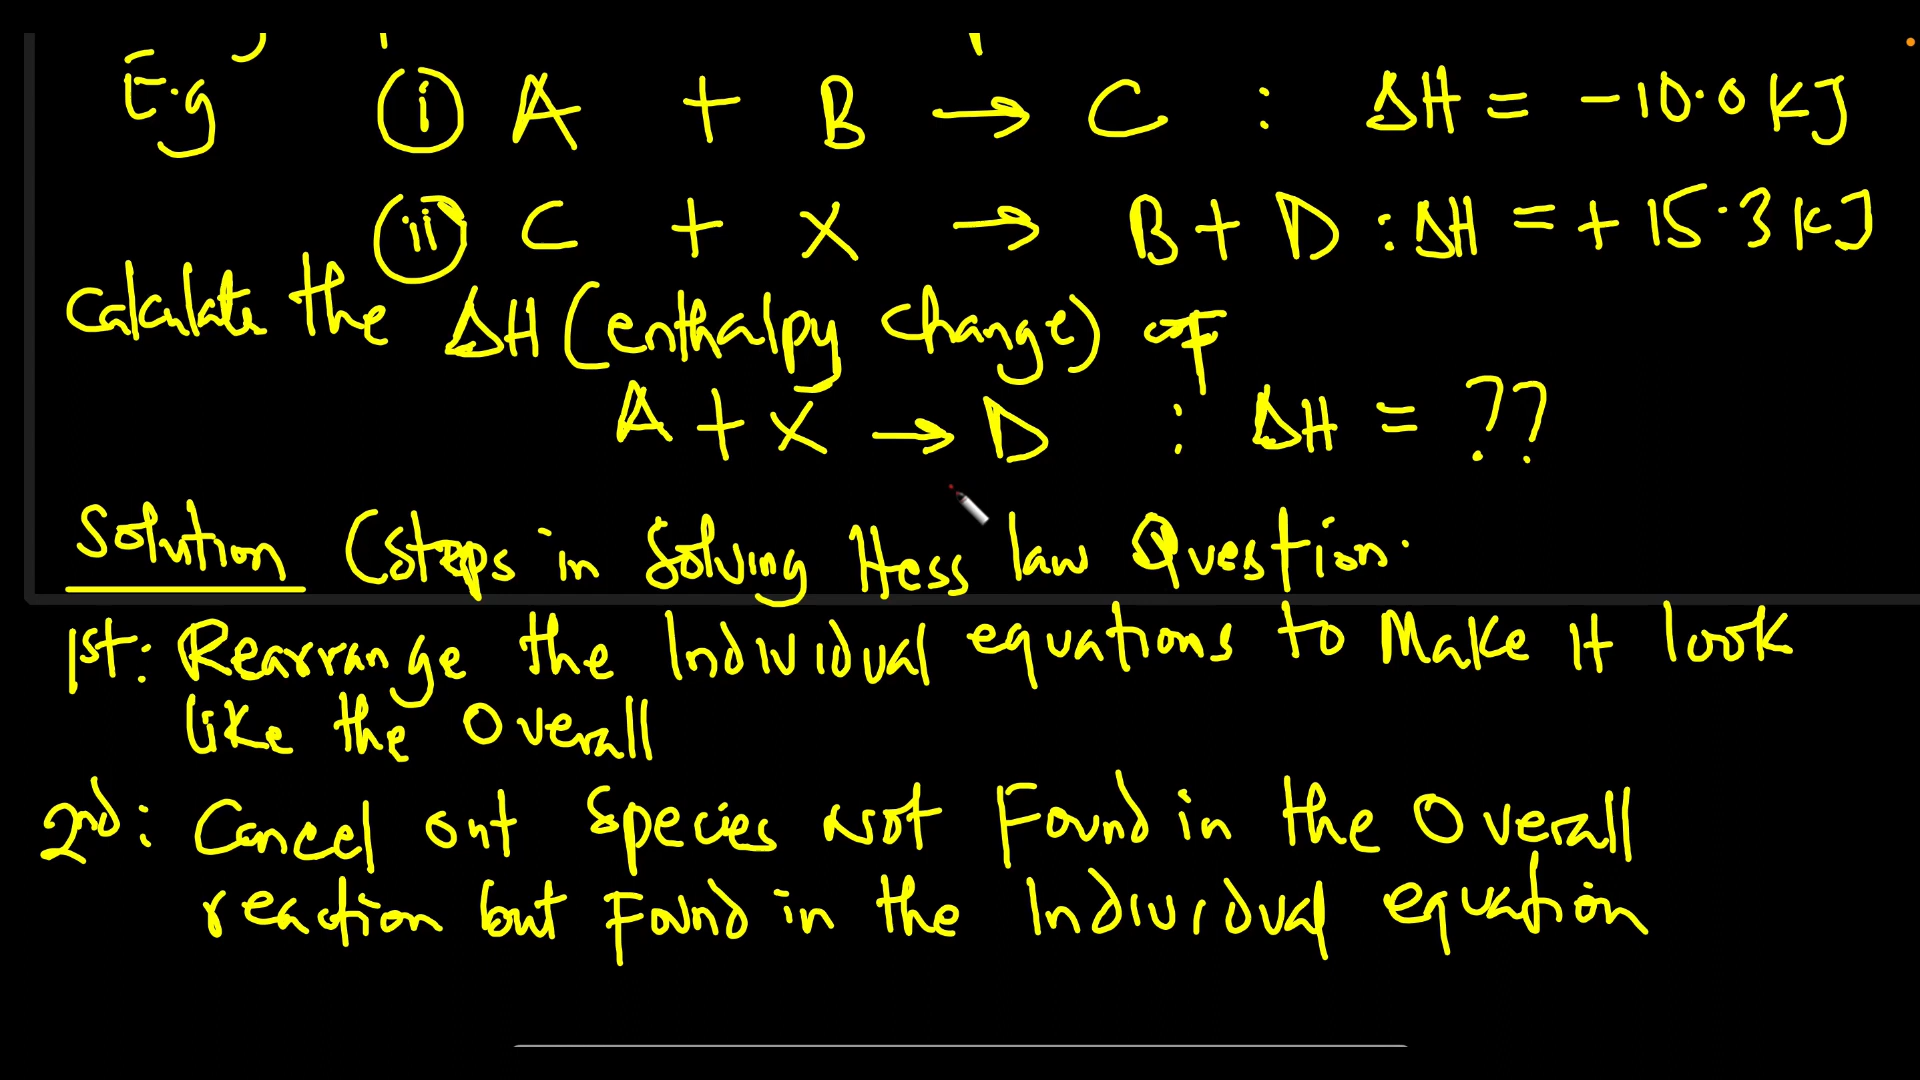 E.g (i) A + B → C : ΔH = -10.0 KJ
(ii) C + X → B + D : ΔH = + 15.3 KJ
Calculate the ΔH (enthalpy change) of
A + X → D : ΔH = ??
Solution (Steps in Solving Hess law Question.
1st: Rearrange the Individual equations to Make it look
like the Overall
2nd: Cancel out Species Not Found in the Overall
reaction but Found in the Individual equation